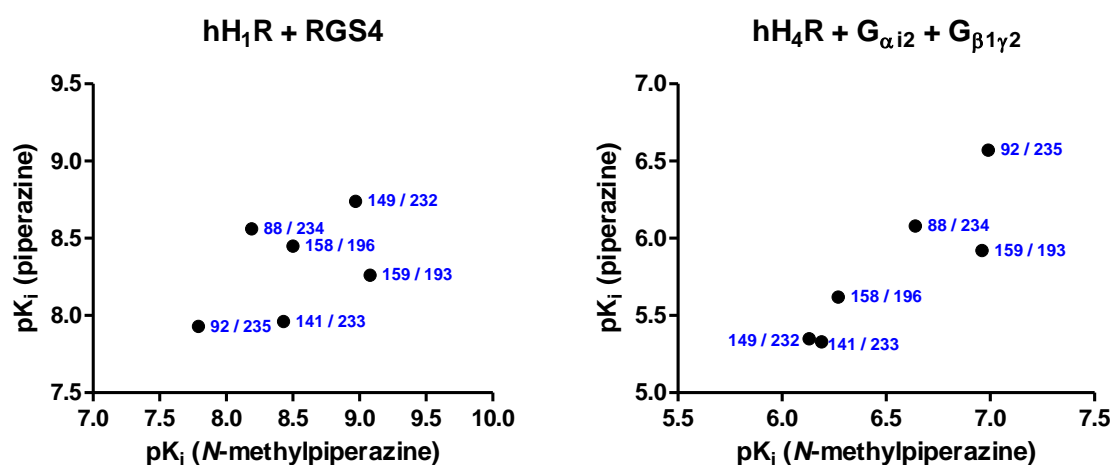 hH₁R + RGS4
9.5
9.0
8.5
8.0
7.5
pKᵢ (piperazine)
149 / 232
88 / 234
158 / 196
159 / 193
92 / 235
141 / 233
7.0 7.5 8.0 8.5 9.0 9.5 10.0
pKᵢ (N-methylpiperazine)
hH₄R + Gαi2 + Gβ1γ2
7.0
6.5
6.0
5.5
5.0
pKᵢ (piperazine)
92 / 235
88 / 234
159 / 193
158 / 196
149 / 232
141 / 233
5.5 6.0 6.5 7.0 7.5
pKᵢ (N-methylpiperazine)